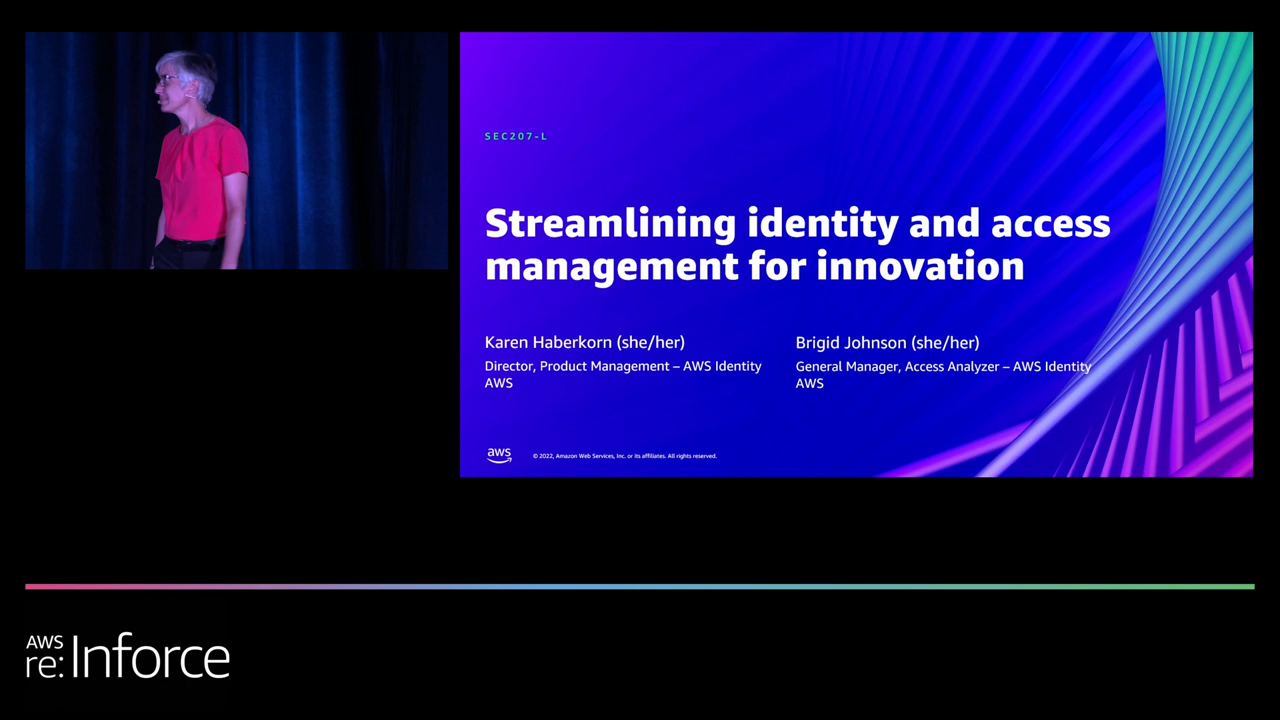 SEC207-L
Streamlining identity and access
management for innovation
Karen Haberkorn (she/her)
Director, Product Management – AWS Identity
AWS
Brigid Johnson (she/her)
General Manager, Access Analyzer – AWS Identity
AWS
aws
© 2022, Amazon Web Services, Inc. or its affiliates. All rights reserved.
AWS
re:Inforce